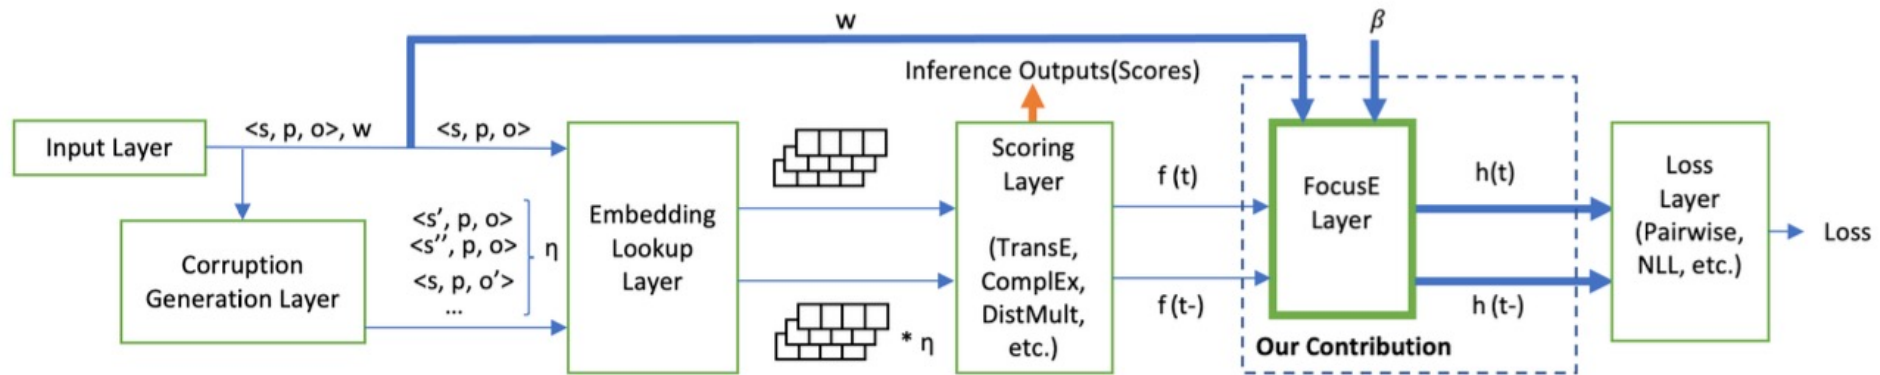 w
β
Inference Outputs(Scores)
<s, p, o>, w
<s, p, o>
Input Layer
Scoring
Layer
(TransE,
ComplEx,
DistMult,
etc.)
f (t)
f (t-)
FocusE
Layer
h(t)
h (t-)
Loss
Layer
(Pairwise,
NLL, etc.)
Loss
<s’, p, o>
<s’’, p, o>
<s, p, o’>
...
η
Embedding
Lookup
Layer
Corruption
Generation Layer
* η
Our Contribution